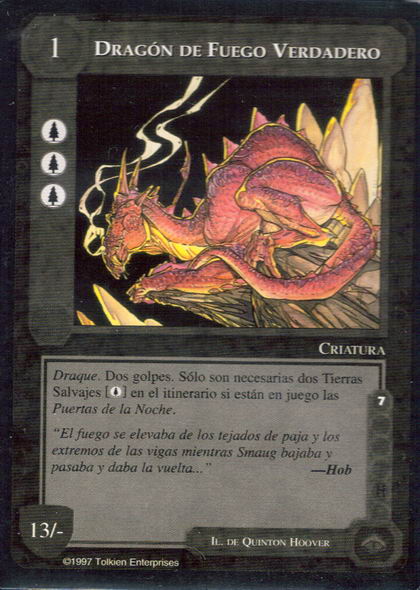 1 DRAGÓN DE FUEGO VERDADERO
CRIATURA
Draque. Dos golpes. Sólo son necesarias dos Tierras
Salvajes [ ] en el itinerario si están en juego las
Puertas de la Noche.
7
“El fuego se elevaba de los tejados de paja y los
extremos de las vigas mientras Smaug bajaba y
pasaba y daba la vuelta...” —Hob
H
13/-
IL. DE QUINTON HOOVER
©1997 Tolkien Enterprises